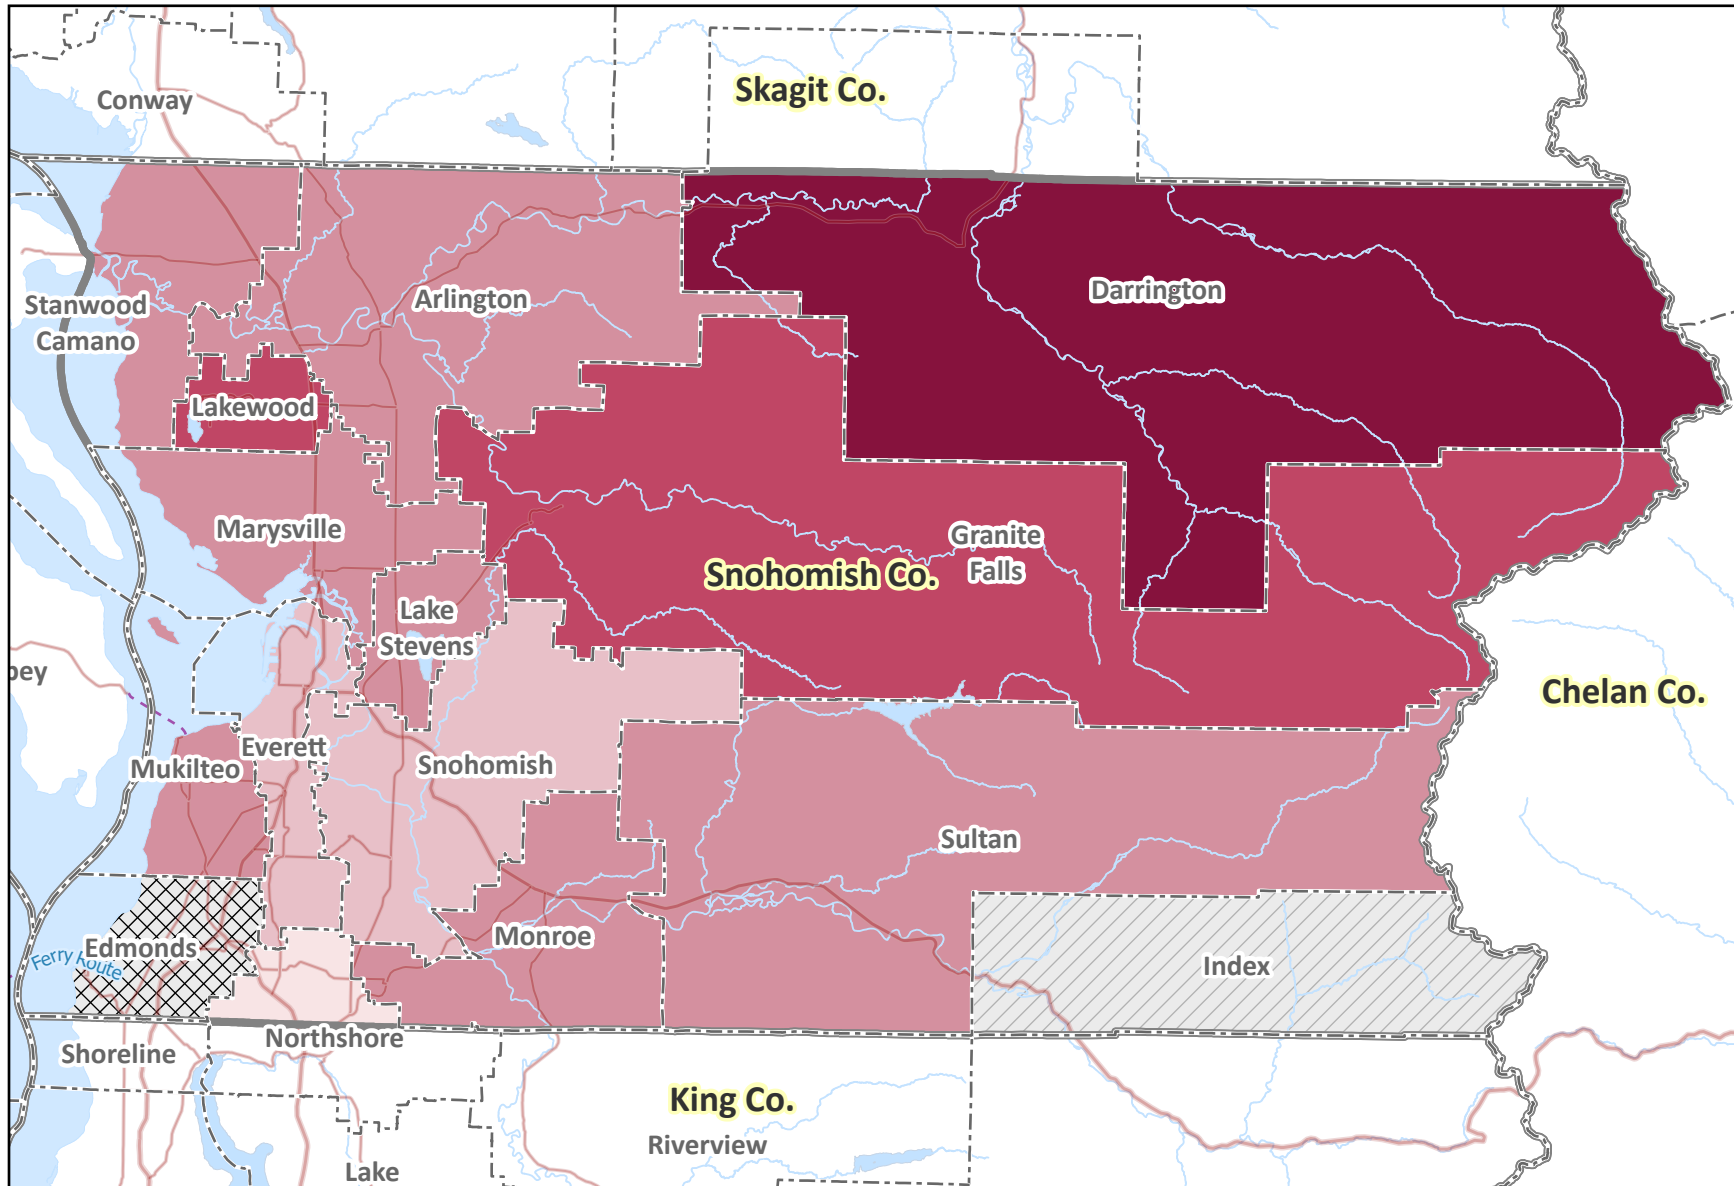 Skagit Co.
Conway
Darrington
Arlington
Stanwood
Camano
Lakewood
Marysville
Granite
Falls
Snohomish Co.
Lake
Stevens
Chelan Co.
Everett
Mukilteo
Snohomish
Sultan
Monroe
Edmonds
Ferry Route
Index
Northshore
Shoreline
King Co.
Riverview
Lake